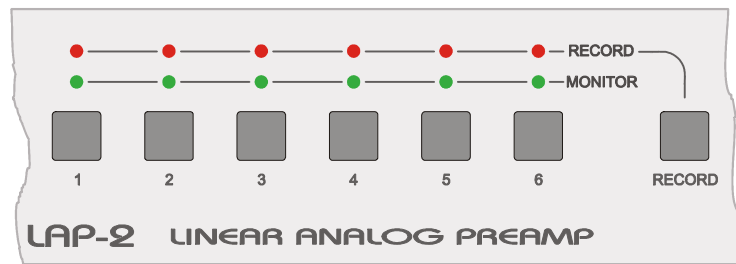 RECORD
MONITOR
1 2 3 4 5 6 RECORD
LAP-2 LINEAR ANALOG PREAMP